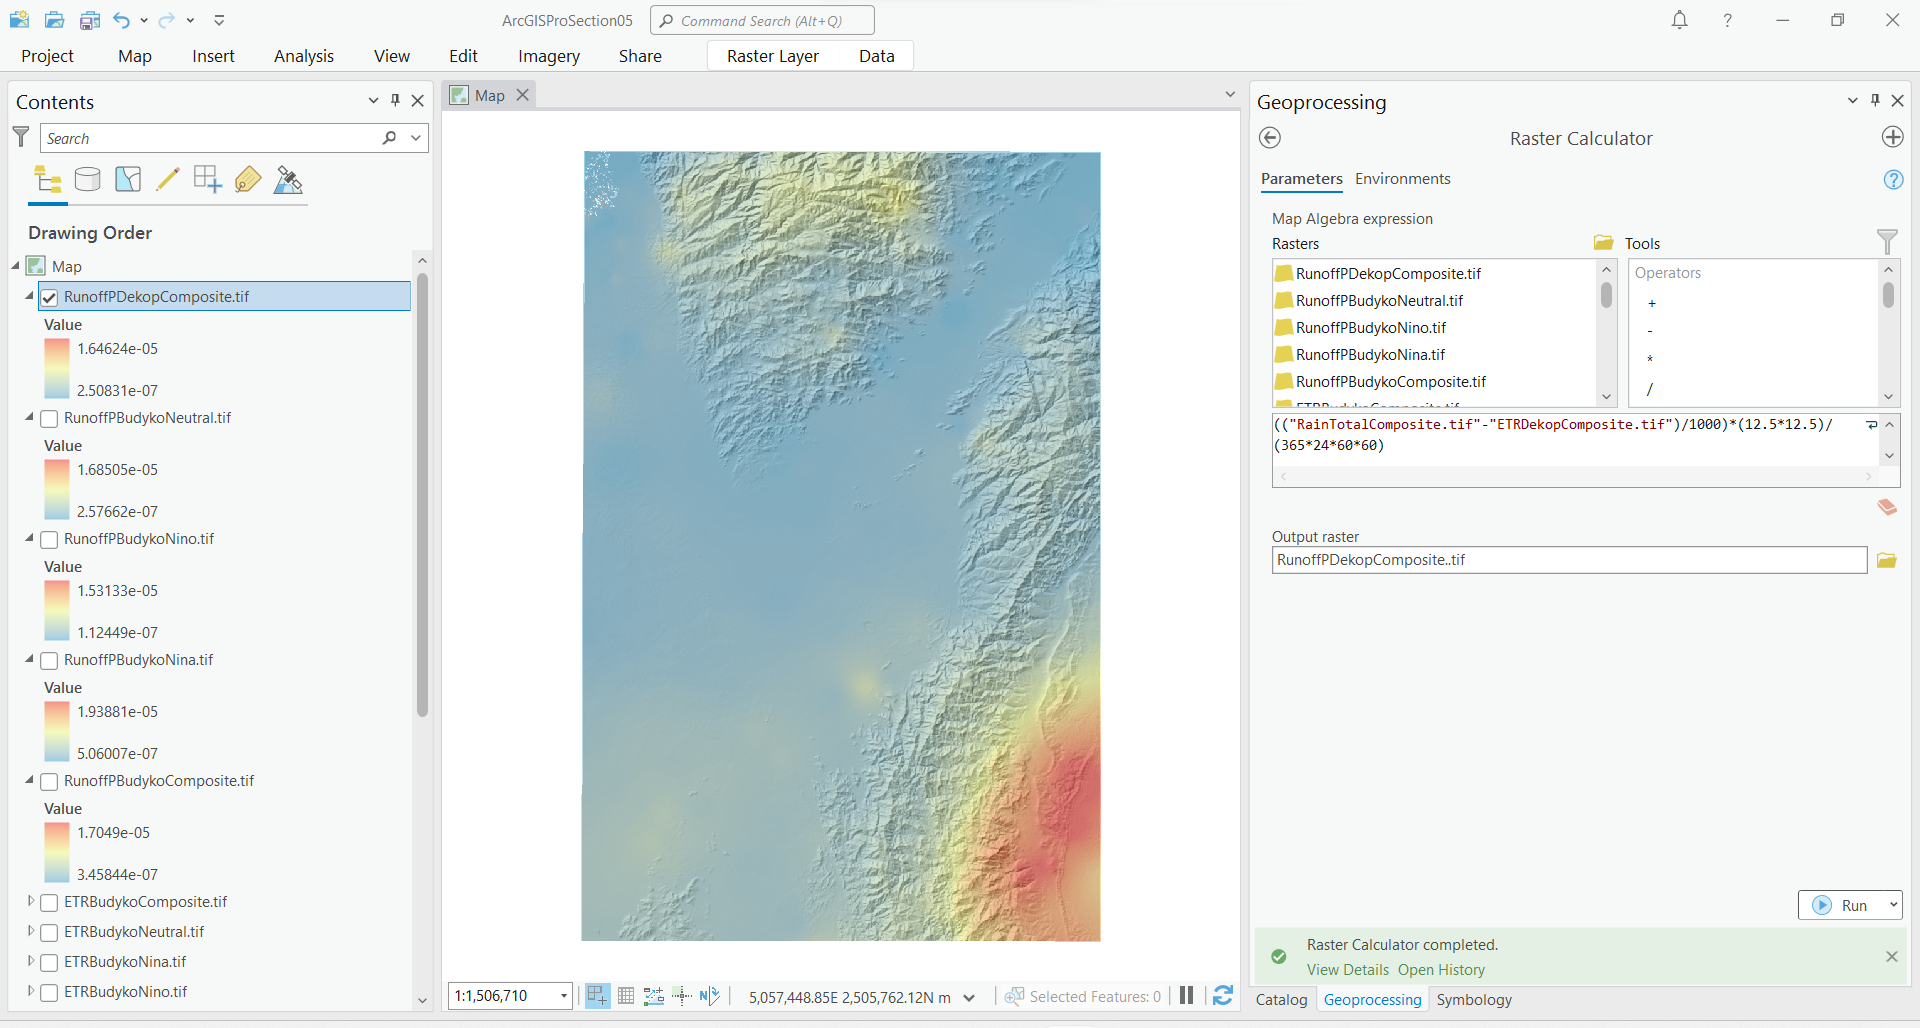 ArcGISProSection05
Command Search (Alt+Q)
?
Project Map Insert Analysis View Edit Imagery Share Raster Layer Data
Contents
Search
Drawing Order
Map
RunoffPDekopComposite.tif
Value
1.64624e-05
2.50831e-07
RunoffPBudykoNeutral.tif
Value
1.68505e-05
2.57662e-07
RunoffPBudykoNino.tif
Value
1.53133e-05
1.12449e-07
RunoffPBudykoNina.tif
Value
1.93881e-05
5.06007e-07
RunoffPBudykoComposite.tif
Value
1.7049e-05
3.45844e-07
ETRBudykoComposite.tif
ETRBudykoNeutral.tif
ETRBudykoNina.tif
ETRBudykoNino.tif
Map
1:1,506,710
5,057,448.85E 2,505,762.12N m
Selected Features: 0
Geoprocessing
Raster Calculator
Parameters Environments
?
Map Algebra expression
Rasters
Tools
RunoffPDekopComposite.tif
RunoffPBudykoNeutral.tif
RunoffPBudykoNino.tif
RunoffPBudykoNina.tif
RunoffPBudykoComposite.tif
ETRBudykoComposite.tif
Operators
+
-
*
/
(("RainTotalComposite.tif"-"ETRDekopComposite.tif")/1000)*(12.5*12.5)/
(365*24*60*60)
Output raster
RunoffPDekopComposite..tif
Run
Raster Calculator completed.
View Details Open History
Catalog Geoprocessing Symbology